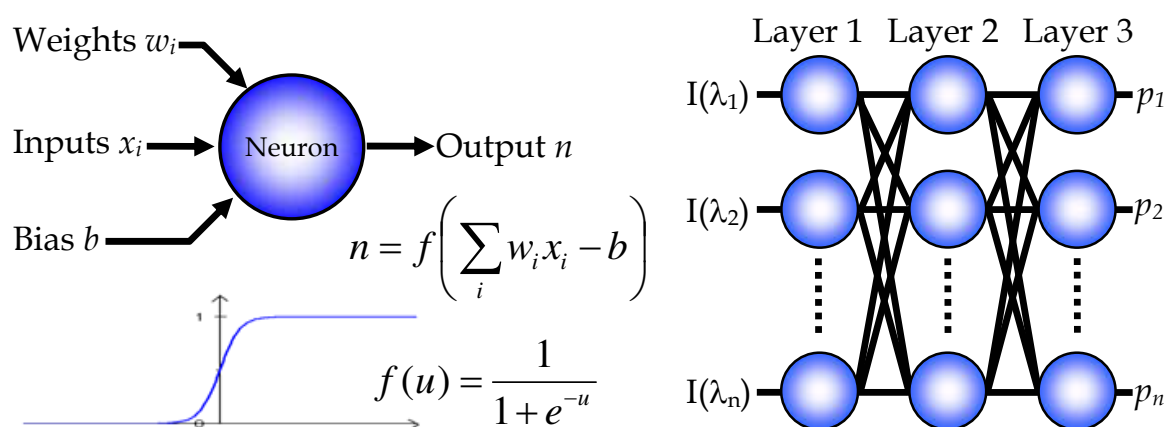 Weights wᵢ
Inputs xᵢ
Bias b
Neuron
Output n
n = f(∑ᵢ wᵢxᵢ − b)
1
0
f(u) = 1/(1 + e⁻ᵘ)
Layer 1 Layer 2 Layer 3
I(λ₁) p₁
I(λ₂) p₂
I(λₙ) pₙ